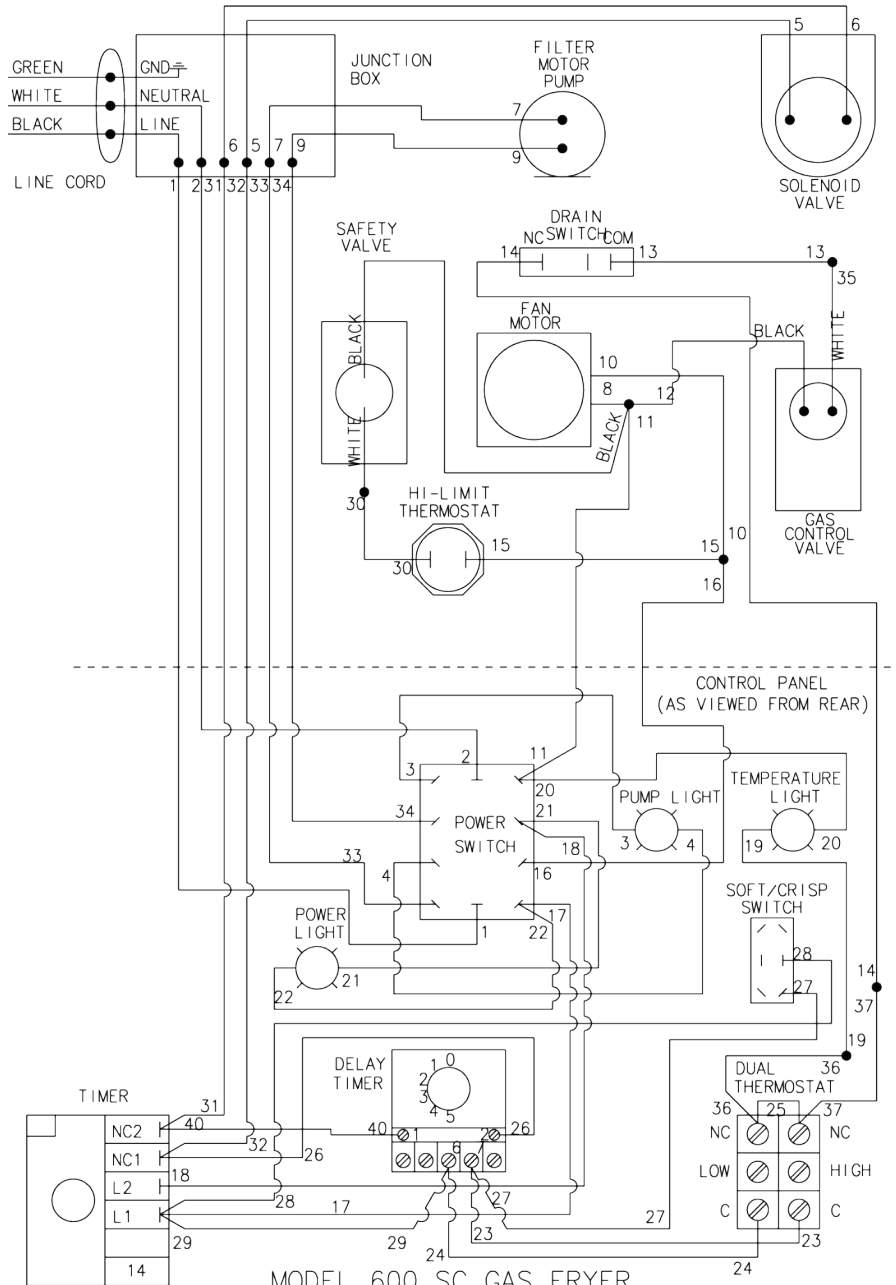 5 6
GREEN GND
JUNCTION
BOX
FILTER
MOTOR
PUMP
WHITE NEUTRAL
7
BLACK LINE
6 5 7 9
9
LINE CORD
1 2 31 32 33 34
SOLENOID
VALVE
SAFETY
VALVE
DRAIN
SWITCH
14 NC COM 13 13
35
FAN
MOTOR
BLACK
BLACK
WHITE
10
8 12
11
BLACK
WHITE
30
HI-LIMIT
THERMOSTAT
GAS
CONTROL
VALVE
15 15 10
30
16
CONTROL PANEL
(AS VIEWED FROM REAR)
2 11
3
20
TEMPERATURE
LIGHT
PUMP LIGHT
34 21
POWER
SWITCH
18 3 4 19 20
33
4 16
SOFT/CRISP
SWITCH
POWER
LIGHT
17
1 22
28
21
22
27
14
37
19
36
DELAY
TIMER
1 0
2
3
4 5
DUAL
THERMOSTAT
TIMER
31
40
36 25 37
NC2
40 1 6 2 26
NC NC
32
NC1 26
18
L2
LOW HIGH
28 27
L1 17
C C
29 29 23 27 23
24 24
14
MODEL 600 SC GAS FRYER